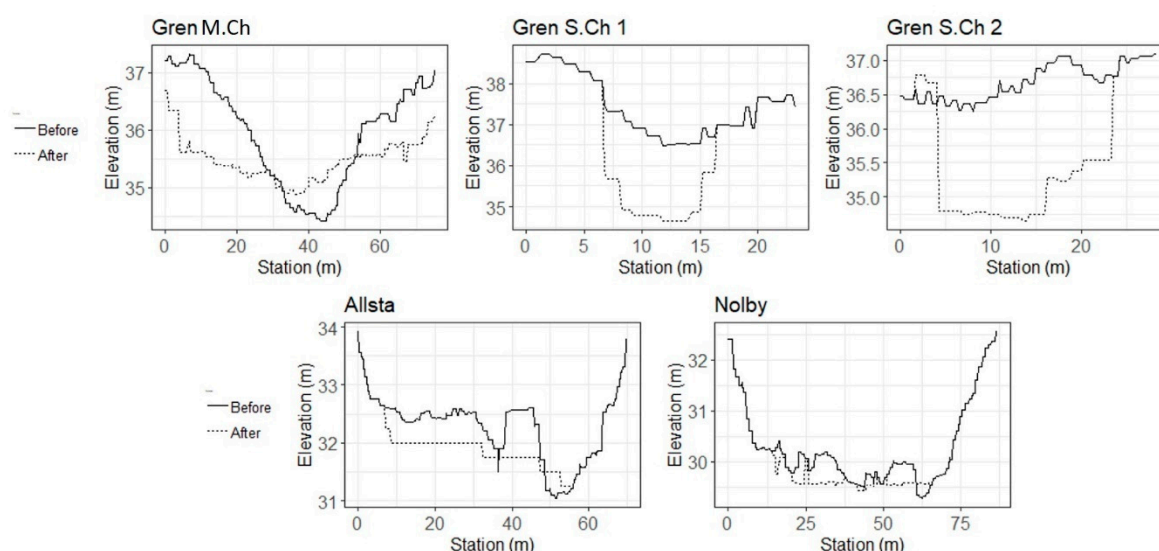 Gren M.Ch
Gren S.Ch 1
Gren S.Ch 2
Before
After
Elevation (m)
37
36
35
0 20 40 60
Station (m)
Elevation (m)
38
37
36
35
0 5 10 15 20
Station (m)
Elevation (m)
37.0
36.5
36.0
35.5
35.0
0 10 20
Station (m)
Allsta
Nolby
Before
After
Elevation (m)
34
33
32
31
0 20 40 60
Station (m)
Elevation (m)
32
31
30
0 25 50 75
Station (m)